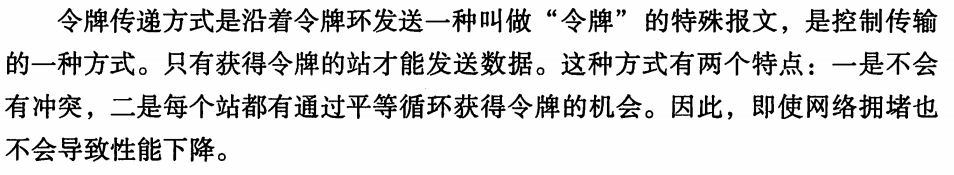 令牌传递方式是沿着令牌环发送一种叫做“令牌”的特殊报文，是控制传输
的一种方式。只有获得令牌的站才能发送数据。这种方式有两个特点：一是不会
有冲突，二是每个站都有通过平等循环获得令牌的机会。因此，即使网络拥堵也
不会导致性能下降。